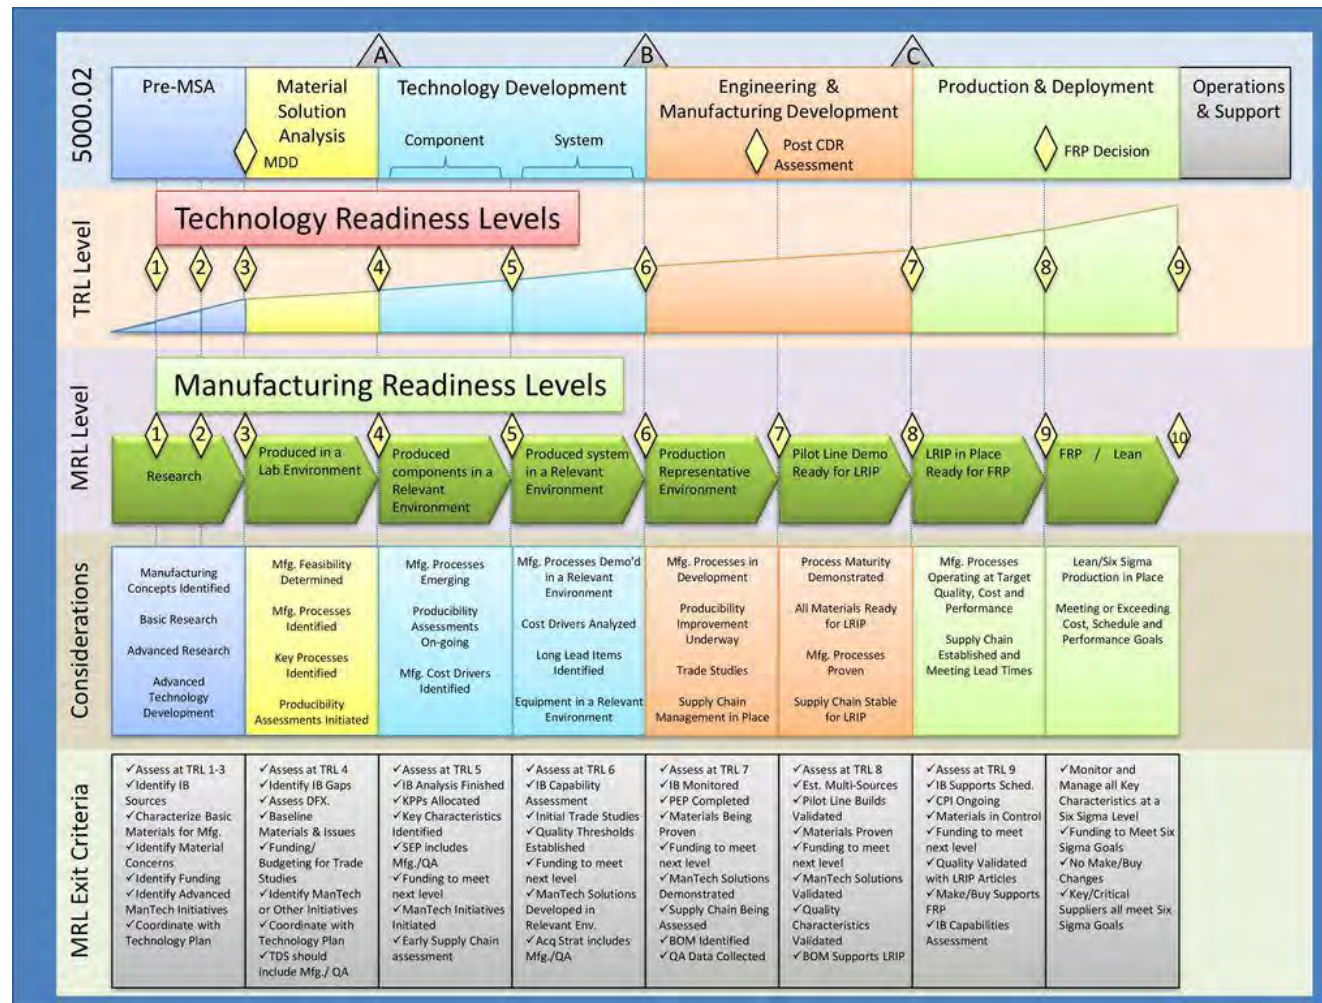 5000.02
A
B
C
Pre-MSA
Material
Solution
Analysis
MDD
Technology Development
Component
System
Engineering &
Manufacturing Development
Post CDR
Assessment
Production & Deployment
FRP Decision
Operations
& Support
TRL Level
Technology Readiness Levels
1
2
3
4
5
6
7
8
9
MRL Level
Manufacturing Readiness Levels
1
2
3
4
5
6
7
8
9
10
Research
Produced in a
Lab Environment
Produced
components in a
Relevant
Environment
Produced system
in a Relevant
Environment
Production
Representative
Environment
Pilot Line Demo
Ready for LRIP
LRIP in Place
Ready for FRP
FRP / Lean
Considerations
Manufacturing
Concepts Identified
Basic Research
Advanced Research
Advanced
Technology
Development
Mfg. Feasibility
Determined
Mfg. Processes
Identified
Key Processes
Identified
Producibility
Assessments Initiated
Mfg. Processes
Emerging
Producibility
Assessments
On-going
Mfg. Cost Drivers
Identified
Mfg. Processes Demo'd
in a Relevant
Environment
Cost Drivers Analyzed
Long Lead Items
Identified
Equipment in a Relevant
Environment
Mfg. Processes in
Development
Producibility
Improvement
Underway
Trade Studies
Supply Chain
Management in Place
Process Maturity
Demonstrated
All Materials Ready
for LRIP
Mfg. Processes
Proven
Supply Chain Stable
for LRIP
Mfg. Processes
Operating at Target
Quality, Cost and
Performance
Supply Chain
Established and
Meeting Lead Times
Lean/Six Sigma
Production in Place
Meeting or Exceeding
Cost, Schedule and
Performance Goals
MRL Exit Criteria
✓Assess at TRL 1-3
✓Identify IB
Sources
✓Characterize Basic
Materials for Mfg.
✓Identify Material
Concerns
✓Identify Funding
✓Identify Advanced
ManTech Initiatives
✓Coordinate with
Technology Plan
✓Assess at TRL 4
✓Identify IB Gaps
✓Assess DFX.
✓Baseline
Materials & Issues
✓Funding/
Budgeting for Trade
Studies
✓Identify ManTech
or Other Initiatives
✓Coordinate with
Technology Plan
✓TDS should
include Mfg./ QA
✓Assess at TRL 5
✓IB Analysis Finished
✓KPPs Allocated
✓Key Characteristics
Identified
✓SEP includes
Mfg./QA
✓Funding to meet
next level
✓ManTech Initiatives
Initiated
✓Early Supply Chain
assessment
✓Assess at TRL 6
✓IB Capability
Assessment
✓Initial Trade Studies
✓Quality Thresholds
Established
✓Funding to meet
next level
✓ManTech Solutions
Developed in
Relevant Env.
✓Acq Strat includes
Mfg./QA
✓Assess at TRL 7
✓IB Monitored
✓PEP Completed
✓Materials Being
Proven
✓Funding to meet
next level
✓ManTech Solutions
Demonstrated
✓Supply Chain Being
Assessed
✓BOM Identified
✓QA Data Collected
✓Assess at TRL 8
✓Est. Multi-Sources
✓Pilot Line Builds
Validated
✓Materials Proven
✓Funding to meet
next level
✓ManTech Solutions
Validated
✓Quality
Characteristics
Validated
✓BOM Supports LRIP
✓Assess at TRL 9
✓IB Supports Sched.
✓CPI Ongoing
✓Materials in Control
✓Funding to meet
next level
✓Quality Validated
with LRIP Articles
✓Make/Buy Supports
FRP
✓IB Capabilities
Assessment
✓Monitor and
Manage all Key
Characteristics at a
Six Sigma Level
✓Funding to Meet Six
Sigma Goals
✓No Make/Buy
Changes
✓Key/Critical
Suppliers all meet Six
Sigma Goals